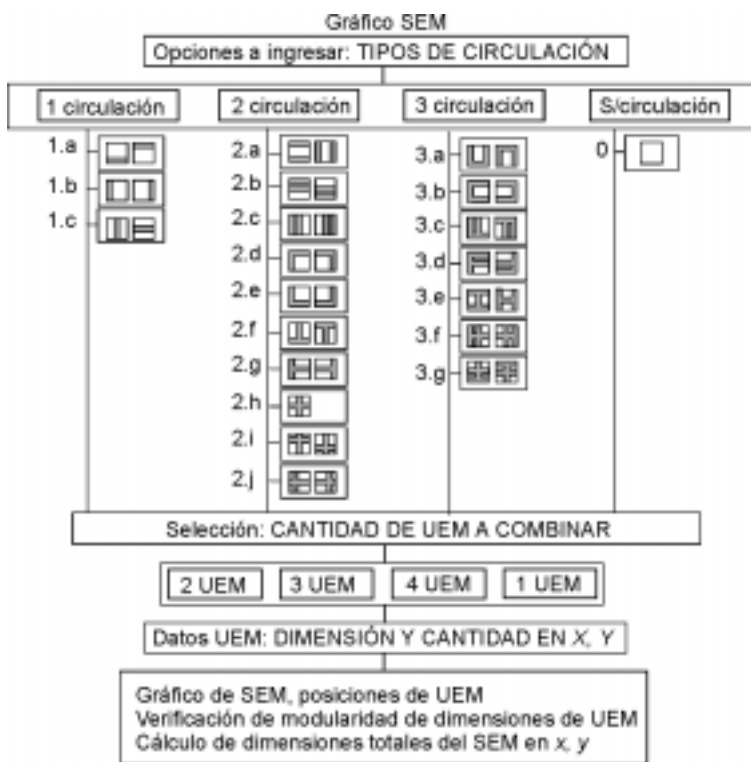 Gráfico SEM
Opciones a ingresar: TIPOS DE CIRCULACIÓN
1 circulación
2 circulación
3 circulación
S/circulación
1.a
1.b
1.c
2.a
2.b
2.c
2.d
2.e
2.f
2.g
2.h
2.i
2.j
3.a
3.b
3.c
3.d
3.e
3.f
3.g
0
Selección: CANTIDAD DE UEM A COMBINAR
2 UEM
3 UEM
4 UEM
1 UEM
Datos UEM: DIMENSIÓN Y CANTIDAD EN X, Y
Gráfico de SEM, posiciones de UEM
Verificación de modularidad de dimensiones de UEM
Cálculo de dimensiones totales del SEM en x, y